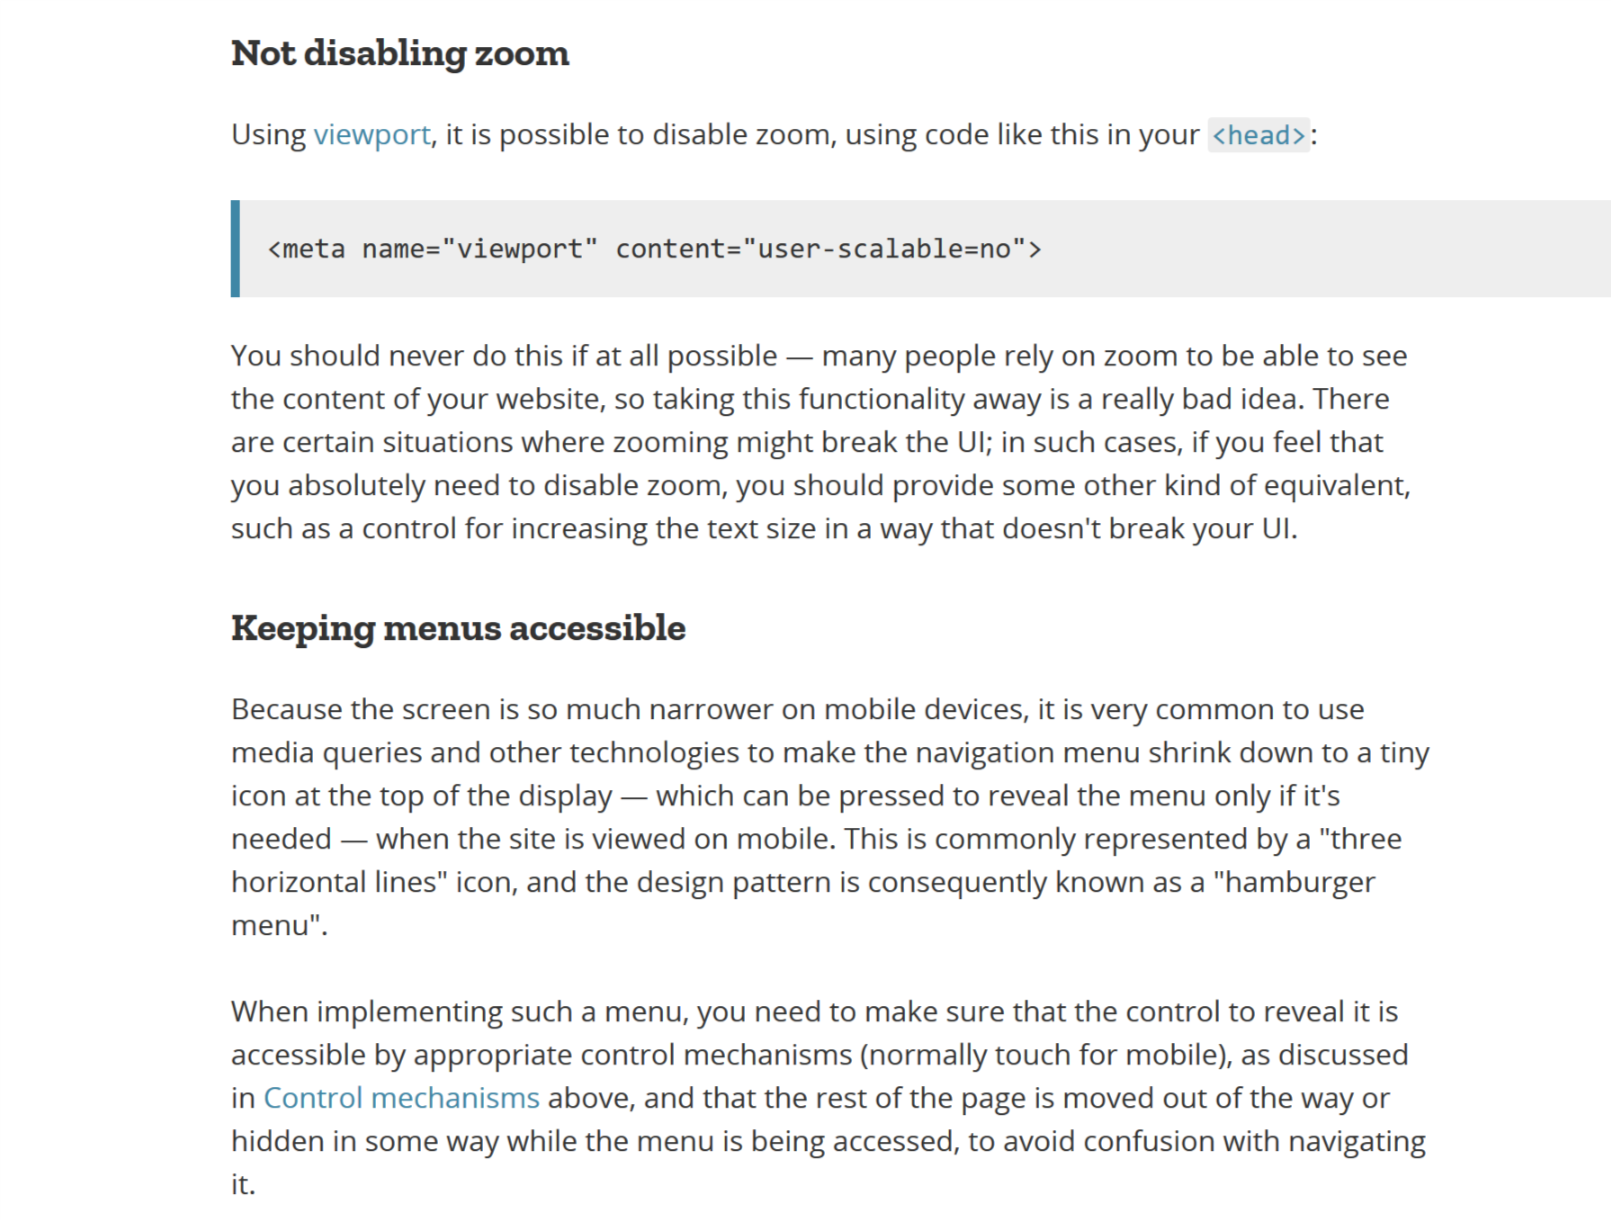 Not disabling zoom
Using viewport, it is possible to disable zoom, using code like this in your <head>:
<meta name="viewport" content="user-scalable=no">
You should never do this if at all possible — many people rely on zoom to be able to see
the content of your website, so taking this functionality away is a really bad idea. There
are certain situations where zooming might break the UI; in such cases, if you feel that
you absolutely need to disable zoom, you should provide some other kind of equivalent,
such as a control for increasing the text size in a way that doesn't break your UI.
Keeping menus accessible
Because the screen is so much narrower on mobile devices, it is very common to use
media queries and other technologies to make the navigation menu shrink down to a tiny
icon at the top of the display — which can be pressed to reveal the menu only if it's
needed — when the site is viewed on mobile. This is commonly represented by a "three
horizontal lines" icon, and the design pattern is consequently known as a "hamburger
menu".
When implementing such a menu, you need to make sure that the control to reveal it is
accessible by appropriate control mechanisms (normally touch for mobile), as discussed
in Control mechanisms above, and that the rest of the page is moved out of the way or
hidden in some way while the menu is being accessed, to avoid confusion with navigating
it.